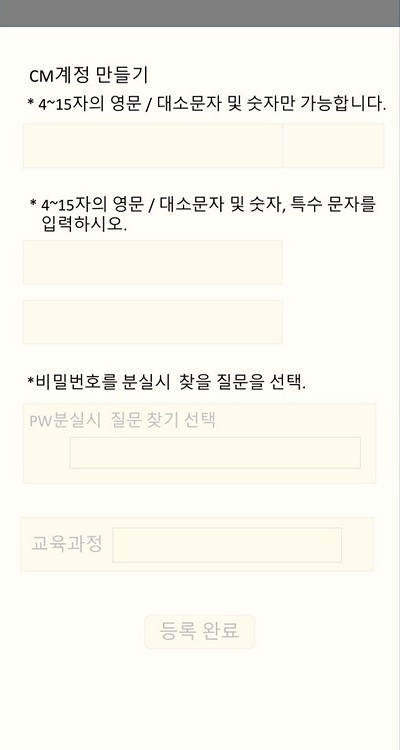 CM계정 만들기
* 4~15자의 영문 / 대소문자 및 숫자만 가능합니다.
* 4~15자의 영문 / 대소문자 및 숫자, 특수 문자를
입력하시오.
*비밀번호를 분실시 찾을 질문을 선택.
PW분실시 질문 찾기 선택
교육과정
등록 완료